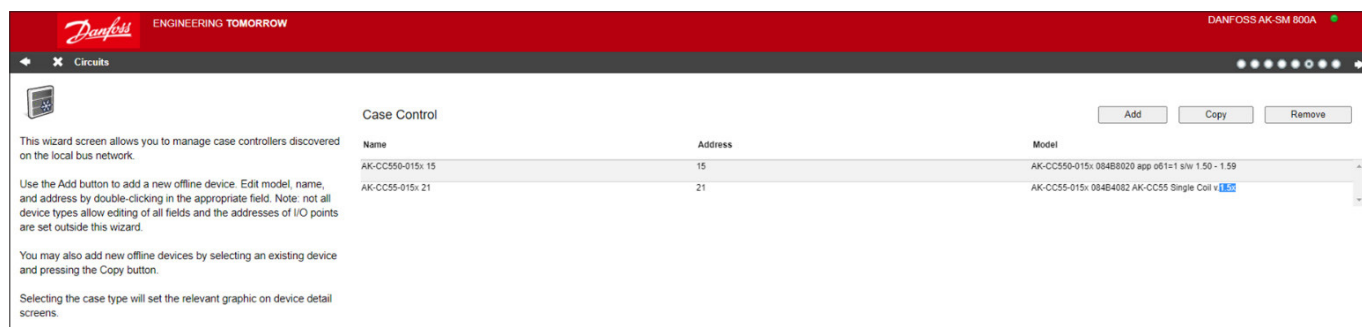 Danfoss
ENGINEERING TOMORROW
DANFOSS AK-SM 800A
Circuits
Case Control
Add
Copy
Remove
This wizard screen allows you to manage case controllers discovered
on the local bus network.
Use the Add button to add a new offline device. Edit model, name,
and address by double-clicking in the appropriate field. Note: not all
device types allow editing of all fields and the addresses of I/O points
are set outside this wizard.
You may also add new offline devices by selecting an existing device
and pressing the Copy button.
Selecting the case type will set the relevant graphic on device detail
screens.
Name Address Model
AK-CC550-015x 15 15 AK-CC550-015x 084B8020 app o61=1 s/w 1.50 - 1.59
AK-CC55-015x 21 21 AK-CC55-015x 084B4082 AK-CC55 Single Coil v.1.5x